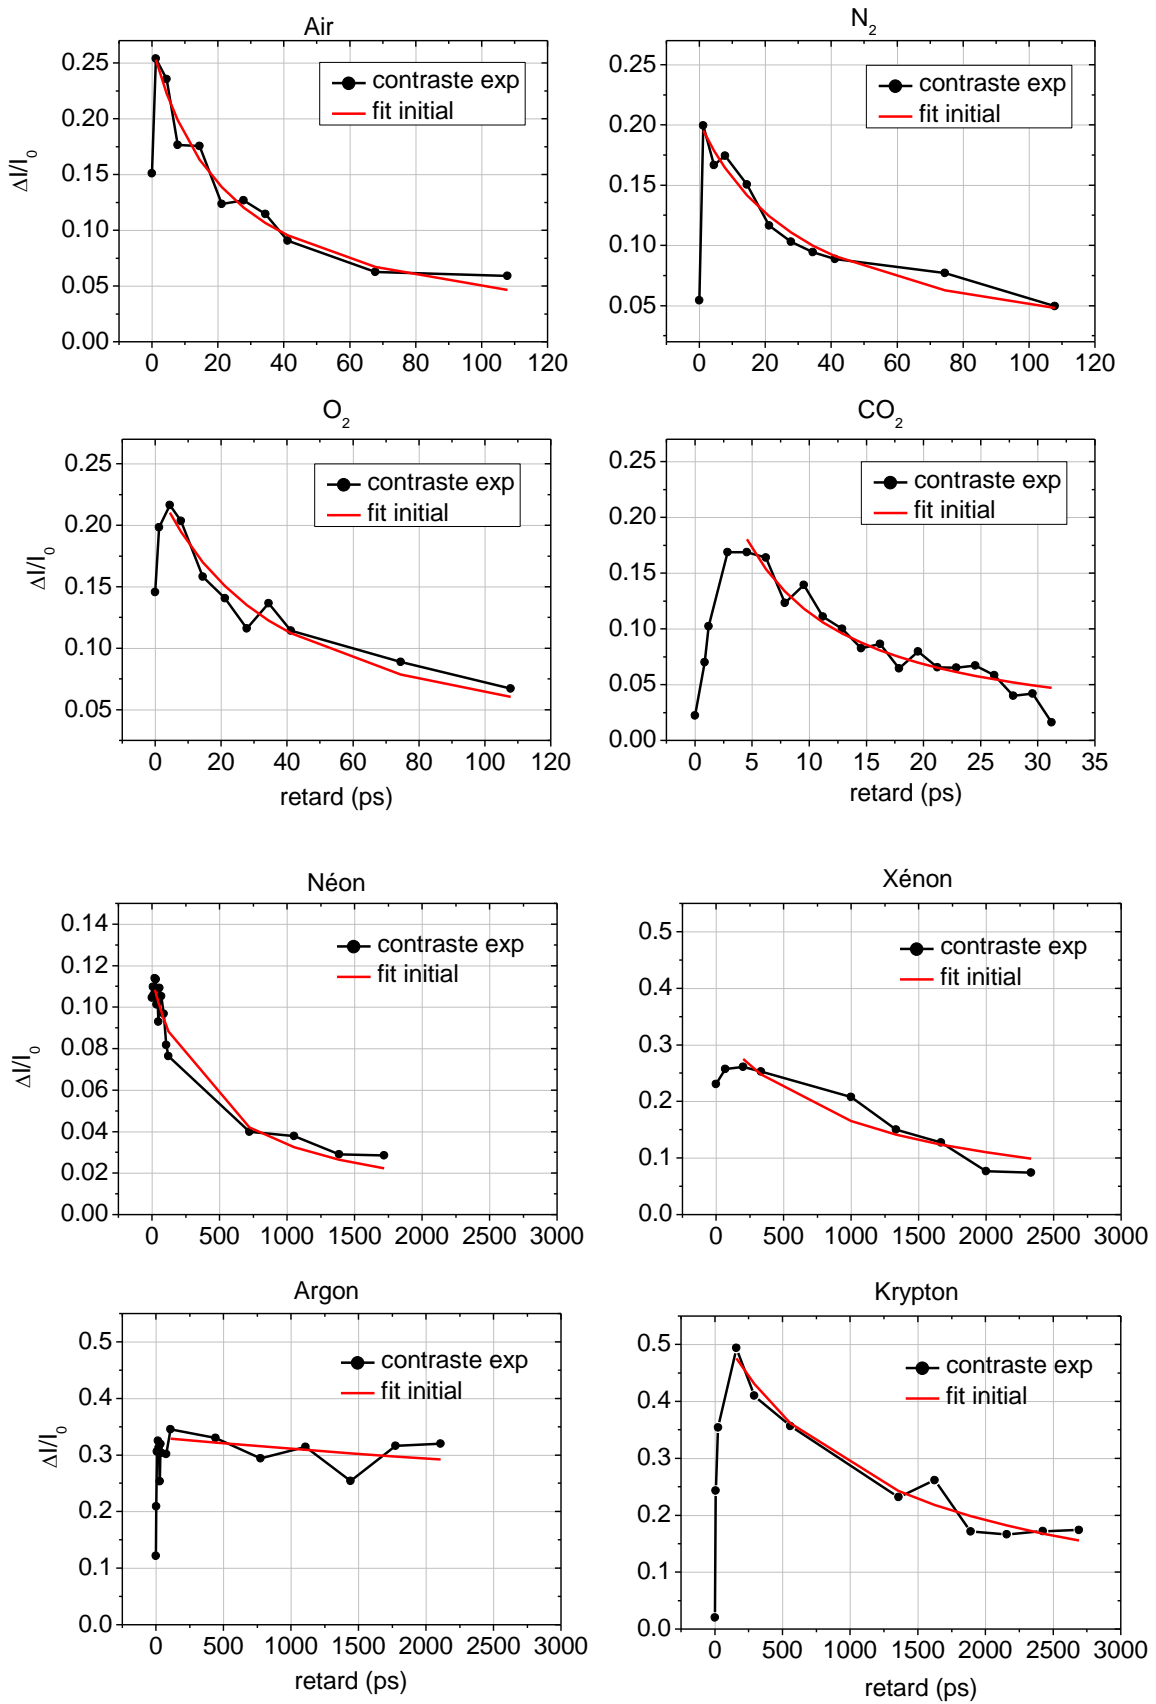 Air
0.25
0.20
0.15
0.10
0.05
0.00
ΔI/I₀
0 20 40 60 80 100 120
contraste exp
fit initial
N₂
0.25
0.20
0.15
0.10
0.05
0 20 40 60 80 100 120
contraste exp
fit initial
O₂
0.25
0.20
0.15
0.10
0.05
ΔI/I₀
0 20 40 60 80 100 120
retard (ps)
contraste exp
fit initial
CO₂
0.25
0.20
0.15
0.10
0.05
0.00
0 5 10 15 20 25 30 35
retard (ps)
contraste exp
fit initial
Néon
0.14
0.12
0.10
0.08
0.06
0.04
0.02
0.00
ΔI/I₀
0 500 1000 1500 2000 2500 3000
contraste exp
fit initial
Xénon
0.5
0.4
0.3
0.2
0.1
0.0
0 500 1000 1500 2000 2500 3000
contraste exp
fit initial
Argon
0.5
0.4
0.3
0.2
0.1
0.0
ΔI/I₀
0 500 1000 1500 2000 2500 3000
retard (ps)
contraste exp
fit initial
Krypton
0.5
0.4
0.3
0.2
0.1
0.0
0 500 1000 1500 2000 2500 3000
retard (ps)
contraste exp
fit initial